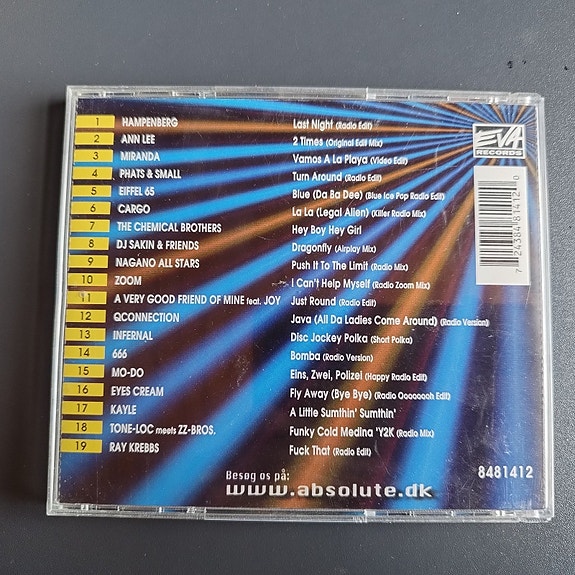 1 HAMPENBERG Last Night (Radio Edit)
2 ANN LEE 2 Times (Original Edit Mix)
3 MIRANDA Vamos A La Playa (Video Edit)
4 PHATS & SMALL Turn Around (Radio Edit)
5 EIFFEL 65 Blue (Da Ba Dee) (Blue Ice Pop Radio Edit)
6 CARGO La La (Legal Alien) (Killer Radio Mix)
7 THE CHEMICAL BROTHERS Hey Boy Hey Girl
8 DJ SAKIN & FRIENDS Dragonfly (Airplay Mix)
9 NAGANO ALL STARS Push It To The Limit (Radio Mix)
10 ZOOM I Can't Help Myself (Radio Zoom Mix)
11 A VERY GOOD FRIEND OF MINE feat. JOY Just Round (Radio Edit)
12 QCONNECTION Java (All Da Ladies Come Around) (Radio Version)
13 INFERNAL Disc Jockey Polka (Short Polka)
14 666 Bomba (Radio Version)
15 MO-DO Eins, Zwei, Polizei (Happy Radio Edit)
16 EYES CREAM Fly Away (Bye Bye) (Radio Qooooooh Edit)
17 KAYLE A Little Sumthin' Sumthin'
18 TONE-LOC meets ZZ-BROS. Funky Cold Medina 'Y2K (Radio Mix)
19 RAY KREBBS Fuck That (Radio Edit)
EVA
RECORDS
7 24384 81412 0
Besøg os på:
www.absolute.dk
8481412